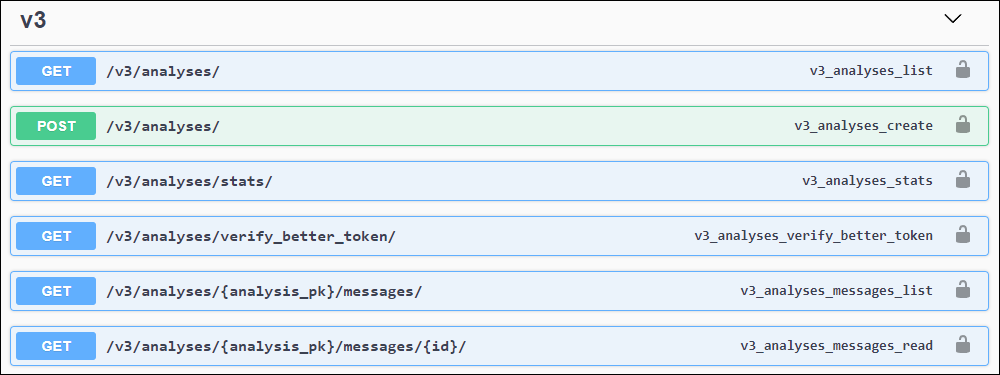 v3
GET /v3/analyses/ v3_analyses_list
POST /v3/analyses/ v3_analyses_create
GET /v3/analyses/stats/ v3_analyses_stats
GET /v3/analyses/verify_better_token/ v3_analyses_verify_better_token
GET /v3/analyses/{analysis_pk}/messages/ v3_analyses_messages_list
GET /v3/analyses/{analysis_pk}/messages/{id}/ v3_analyses_messages_read